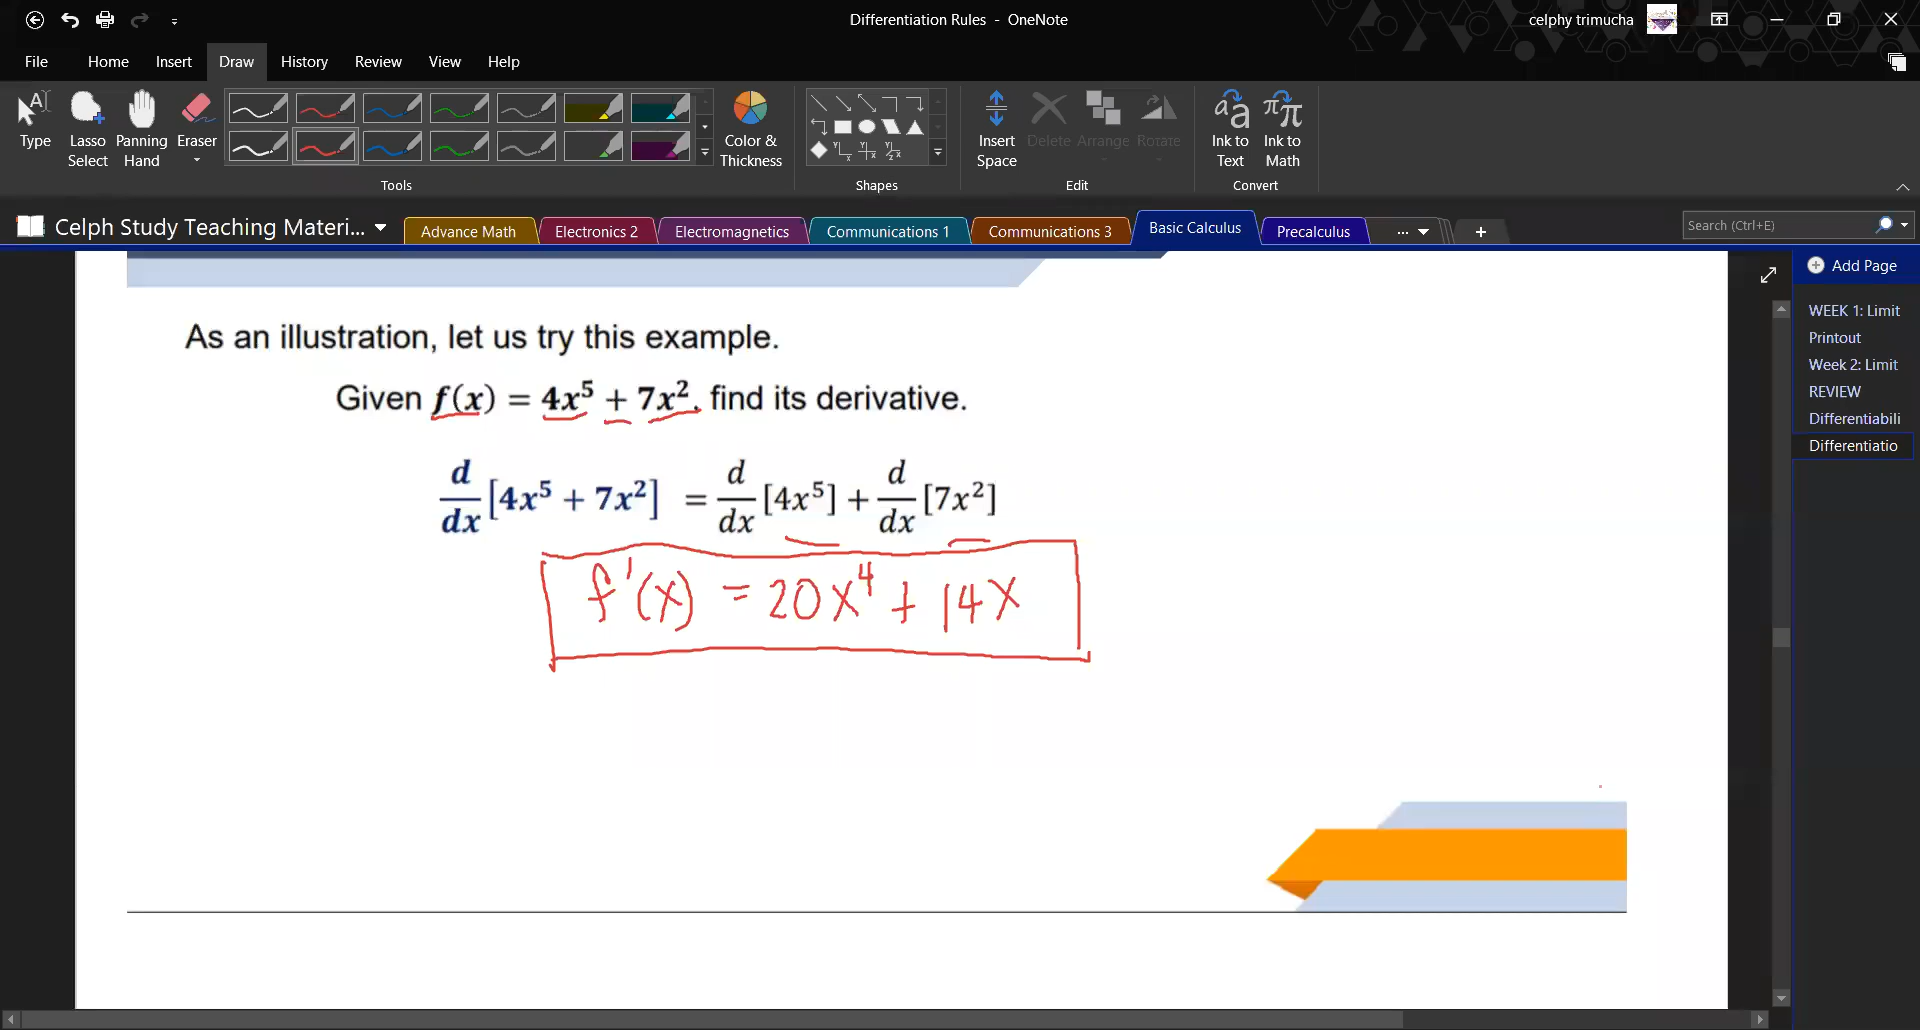 Differentiation Rules - OneNote
celphy trimucha
File Home Insert Draw History Review View Help
Type
Lasso Select
Panning Hand
Eraser
Color & Thickness
Insert Space
Delete
Arrange
Rotate
Ink to Text
Ink to Math
Tools
Shapes
Edit
Convert
Celph Study Teaching Materi...
Advance Math
Electronics 2
Electromagnetics
Communications 1
Communications 3
Basic Calculus
Precalculus
...
Search (Ctrl+E)
Add Page
WEEK 1: Limit
Printout
Week 2: Limit
REVIEW
Differentiabili
Differentiatio
As an illustration, let us try this example.
Given f(x) = 4x⁵ + 7x², find its derivative.
d/dx [4x⁵ + 7x²] = d/dx [4x⁵] + d/dx [7x²]
f'(x) = 20x⁴ + 14x